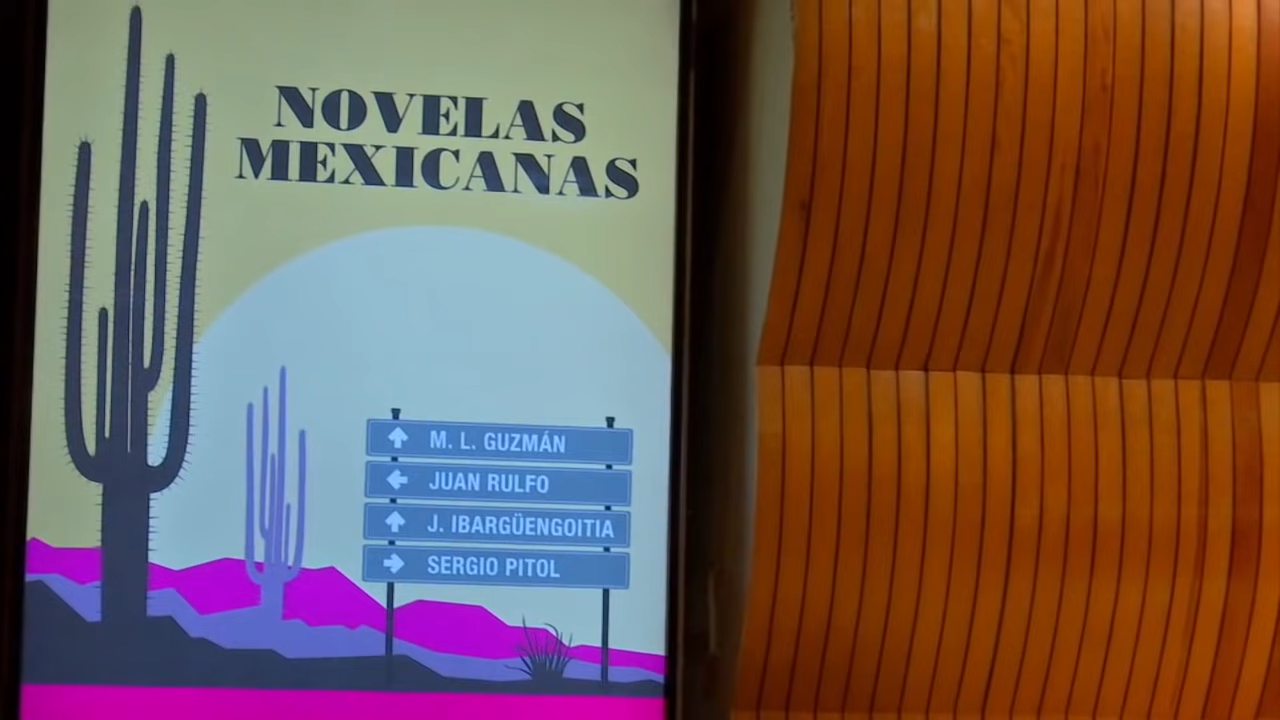 NOVELAS
MEXICANAS
M. L. GUZMÁN
JUAN RULFO
J. IBARGÜENGOITIA
SERGIO PITOL